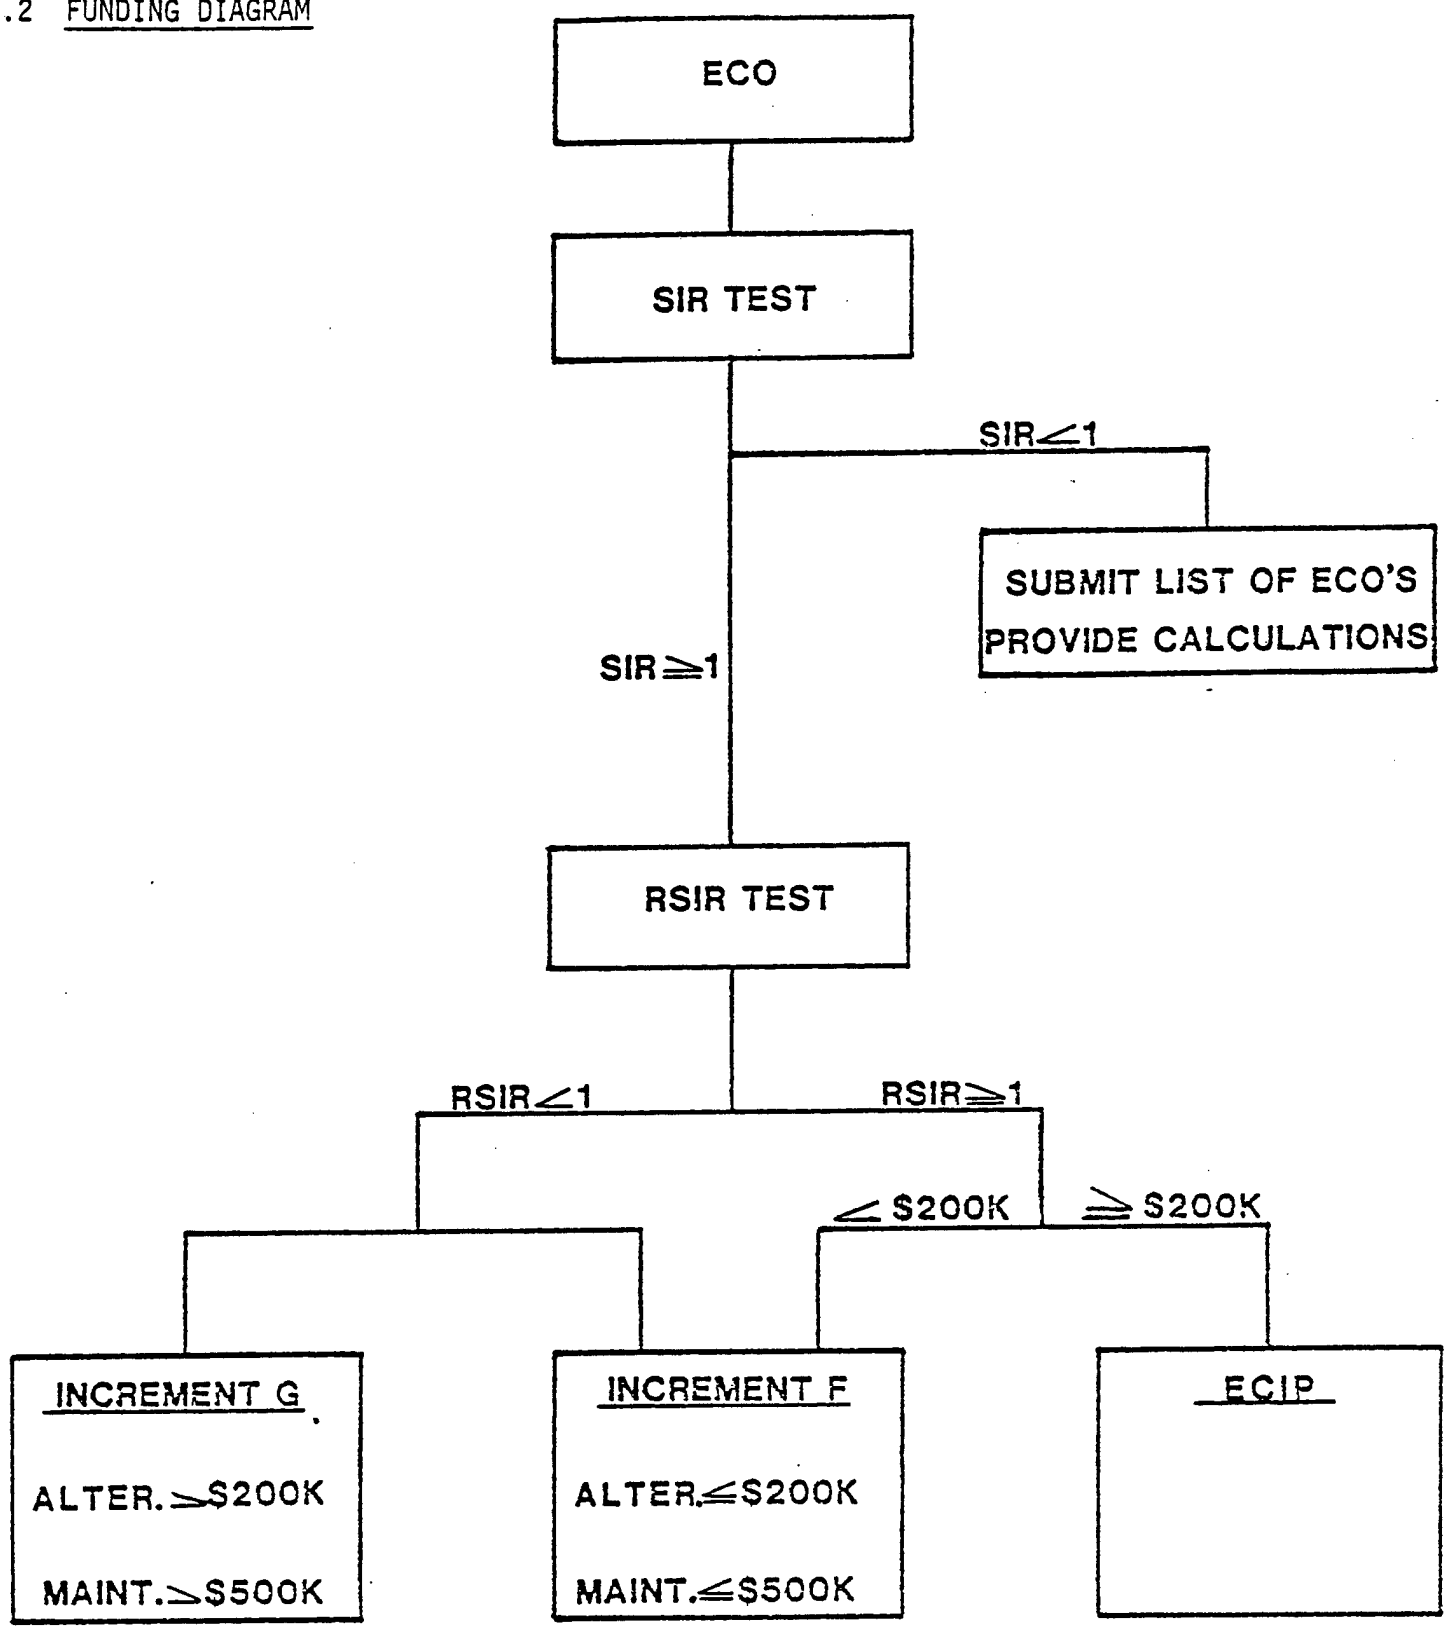 .2 FUNDING DIAGRAM
ECO
SIR TEST
SIR<1
SUBMIT LIST OF ECO'S
PROVIDE CALCULATIONS
SIR≧1
RSIR TEST
RSIR<1
RSIR≧1
< $200K
≧ $200K
INCREMENT G
ALTER.>$200K
MAINT.>$500K
INCREMENT F
ALTER.≦$200K
MAINT.≦$500K
ECIP